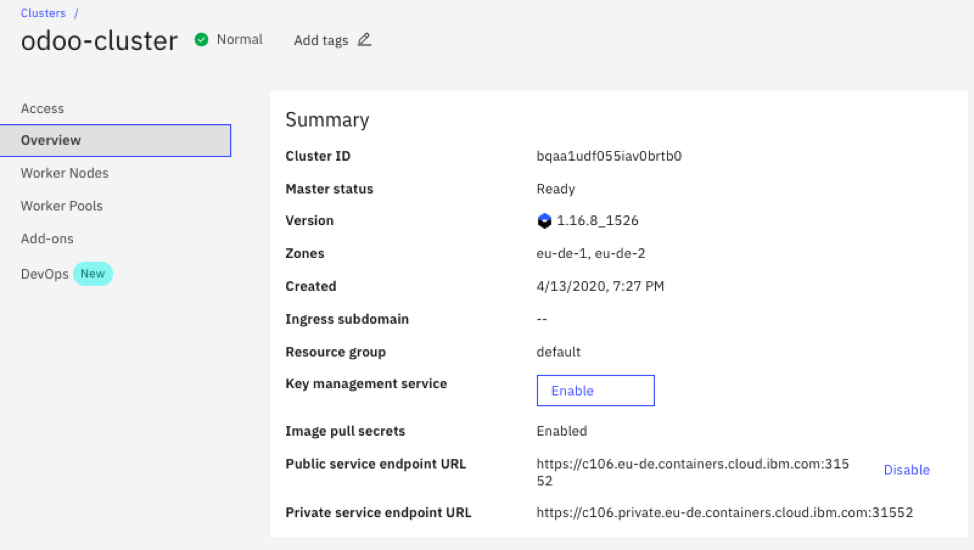 Clusters /
odoo-cluster Normal Add tags
Access
Overview
Worker Nodes
Worker Pools
Add-ons
DevOps New
Summary
Cluster ID bqaa1udf055iav0brtb0
Master status Ready
Version 1.16.8_1526
Zones eu-de-1, eu-de-2
Created 4/13/2020, 7:27 PM
Ingress subdomain --
Resource group default
Key management service Enable
Image pull secrets Enabled
Public service endpoint URL https://c106.eu-de.containers.cloud.ibm.com:315 Disable
52
Private service endpoint URL https://c106.private.eu-de.containers.cloud.ibm.com:31552